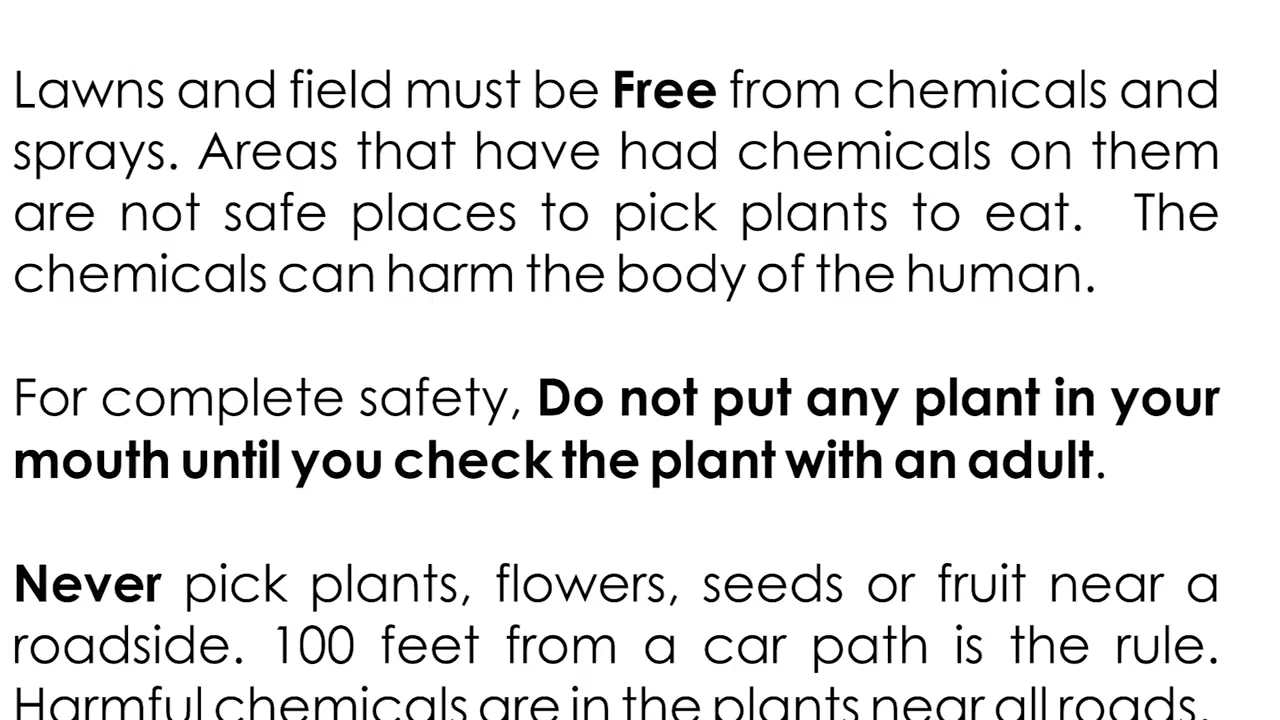 Lawns and field must be Free from chemicals and
sprays. Areas that have had chemicals on them
are not safe places to pick plants to eat. The
chemicals can harm the body of the human.
For complete safety, Do not put any plant in your
mouth until you check the plant with an adult.
Never pick plants, flowers, seeds or fruit near a
roadside. 100 feet from a car path is the rule.
Harmful chemicals are in the plants near all roads.